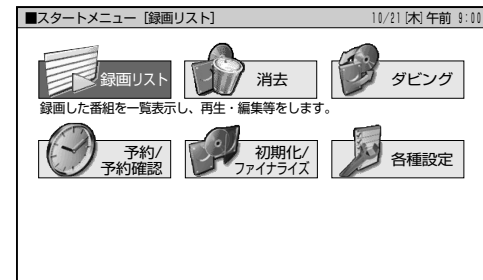 ■スタートメニュー［録画リスト］ 10/21[木]午前 9:00
録画リスト 消去 ダビング
録画した番組を一覧表示し、再生・編集等をします。
予約/ 初期化/ 各種設定
予約確認 ファイナライズ